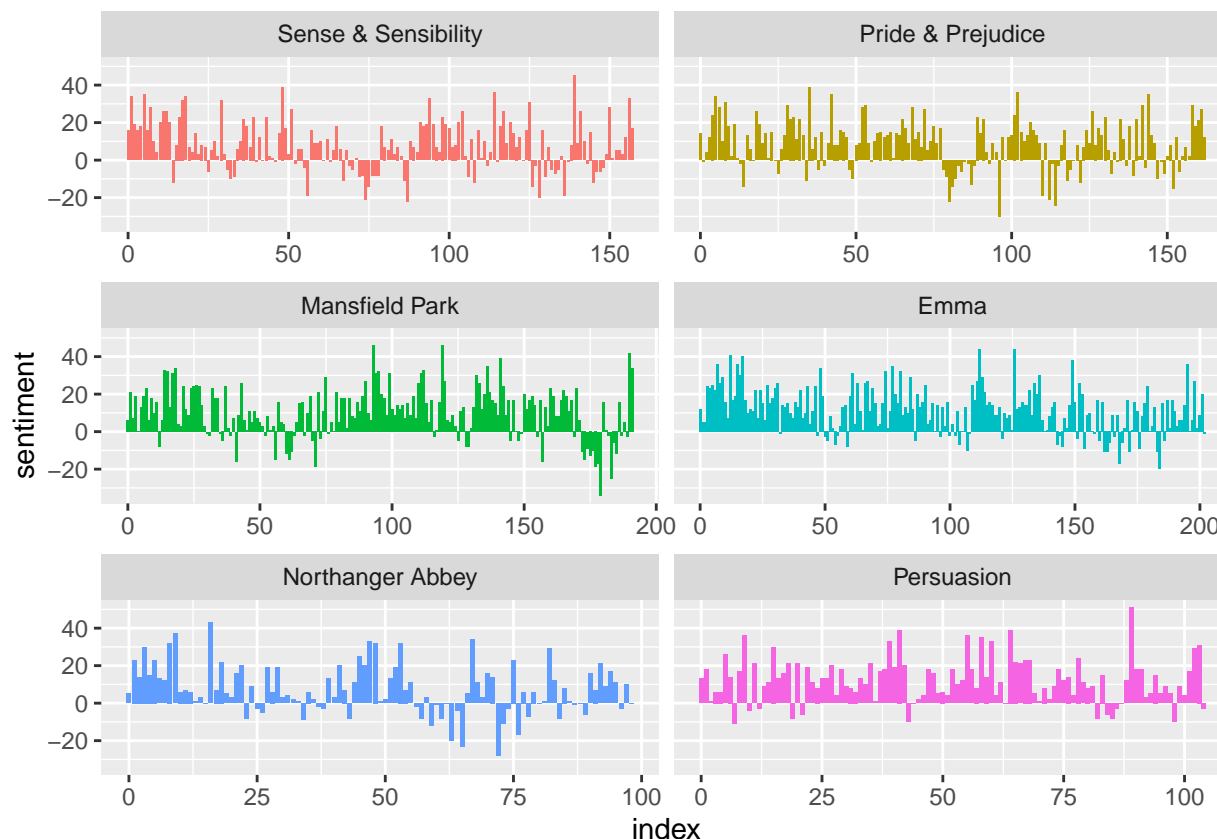 Sense & Sensibility
Pride & Prejudice
40
20
0
−20
0 50 100 150
0 50 100 150
Mansfield Park
Emma
40
20
0
−20
0 50 100 150 200
0 50 100 150 200
Northanger Abbey
Persuasion
40
20
0
−20
0 25 50 75 100
0 25 50 75 100
sentiment
index